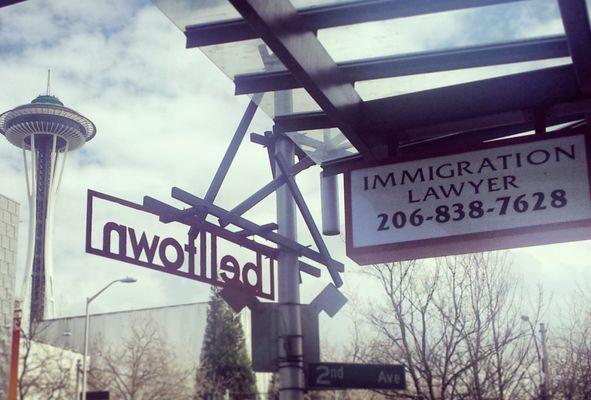 IMMIGRATION
LAWYER
206-838-7628
belltown
2nd Ave